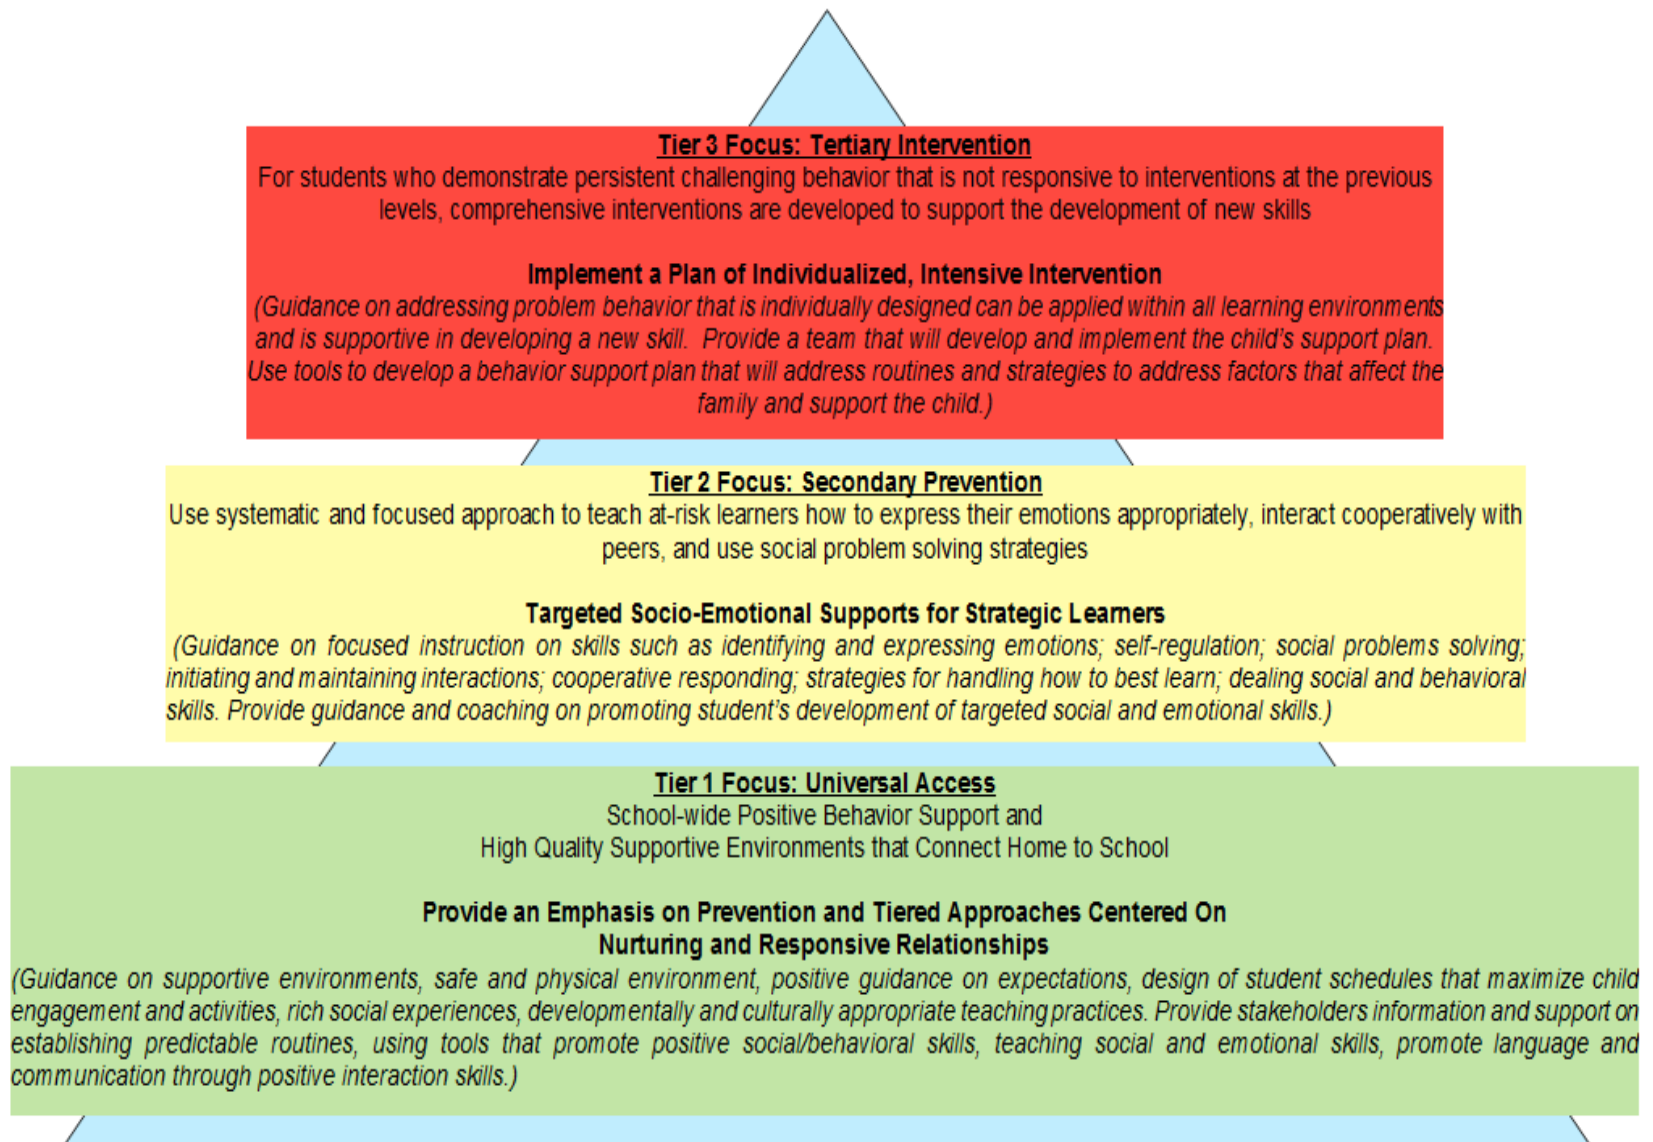 Tier 3 Focus: Tertiary Intervention
For students who demonstrate persistent challenging behavior that is not responsive to interventions at the previous
levels, comprehensive interventions are developed to support the development of new skills
Implement a Plan of Individualized, Intensive Intervention
(Guidance on addressing problem behavior that is individually designed can be applied within all learning environments
and is supportive in developing a new skill. Provide a team that will develop and implement the child's support plan.
Use tools to develop a behavior support plan that will address routines and strategies to address factors that affect the
family and support the child.)
Tier 2 Focus: Secondary Prevention
Use systematic and focused approach to teach at-risk learners how to express their emotions appropriately, interact cooperatively with
peers, and use social problem solving strategies
Targeted Socio-Emotional Supports for Strategic Learners
(Guidance on focused instruction on skills such as identifying and expressing emotions; self-regulation; social problems solving;
initiating and maintaining interactions; cooperative responding; strategies for handling how to best learn; dealing social and behavioral
skills. Provide guidance and coaching on promoting student's development of targeted social and emotional skills.)
Tier 1 Focus: Universal Access
School-wide Positive Behavior Support and
High Quality Supportive Environments that Connect Home to School
Provide an Emphasis on Prevention and Tiered Approaches Centered On
Nurturing and Responsive Relationships
(Guidance on supportive environments, safe and physical environment, positive guidance on expectations, design of student schedules that maximize child
engagement and activities, rich social experiences, developmentally and culturally appropriate teaching practices. Provide stakeholders information and support on
establishing predictable routines, using tools that promote positive social/behavioral skills, teaching social and emotional skills, promote language and
communication through positive interaction skills.)